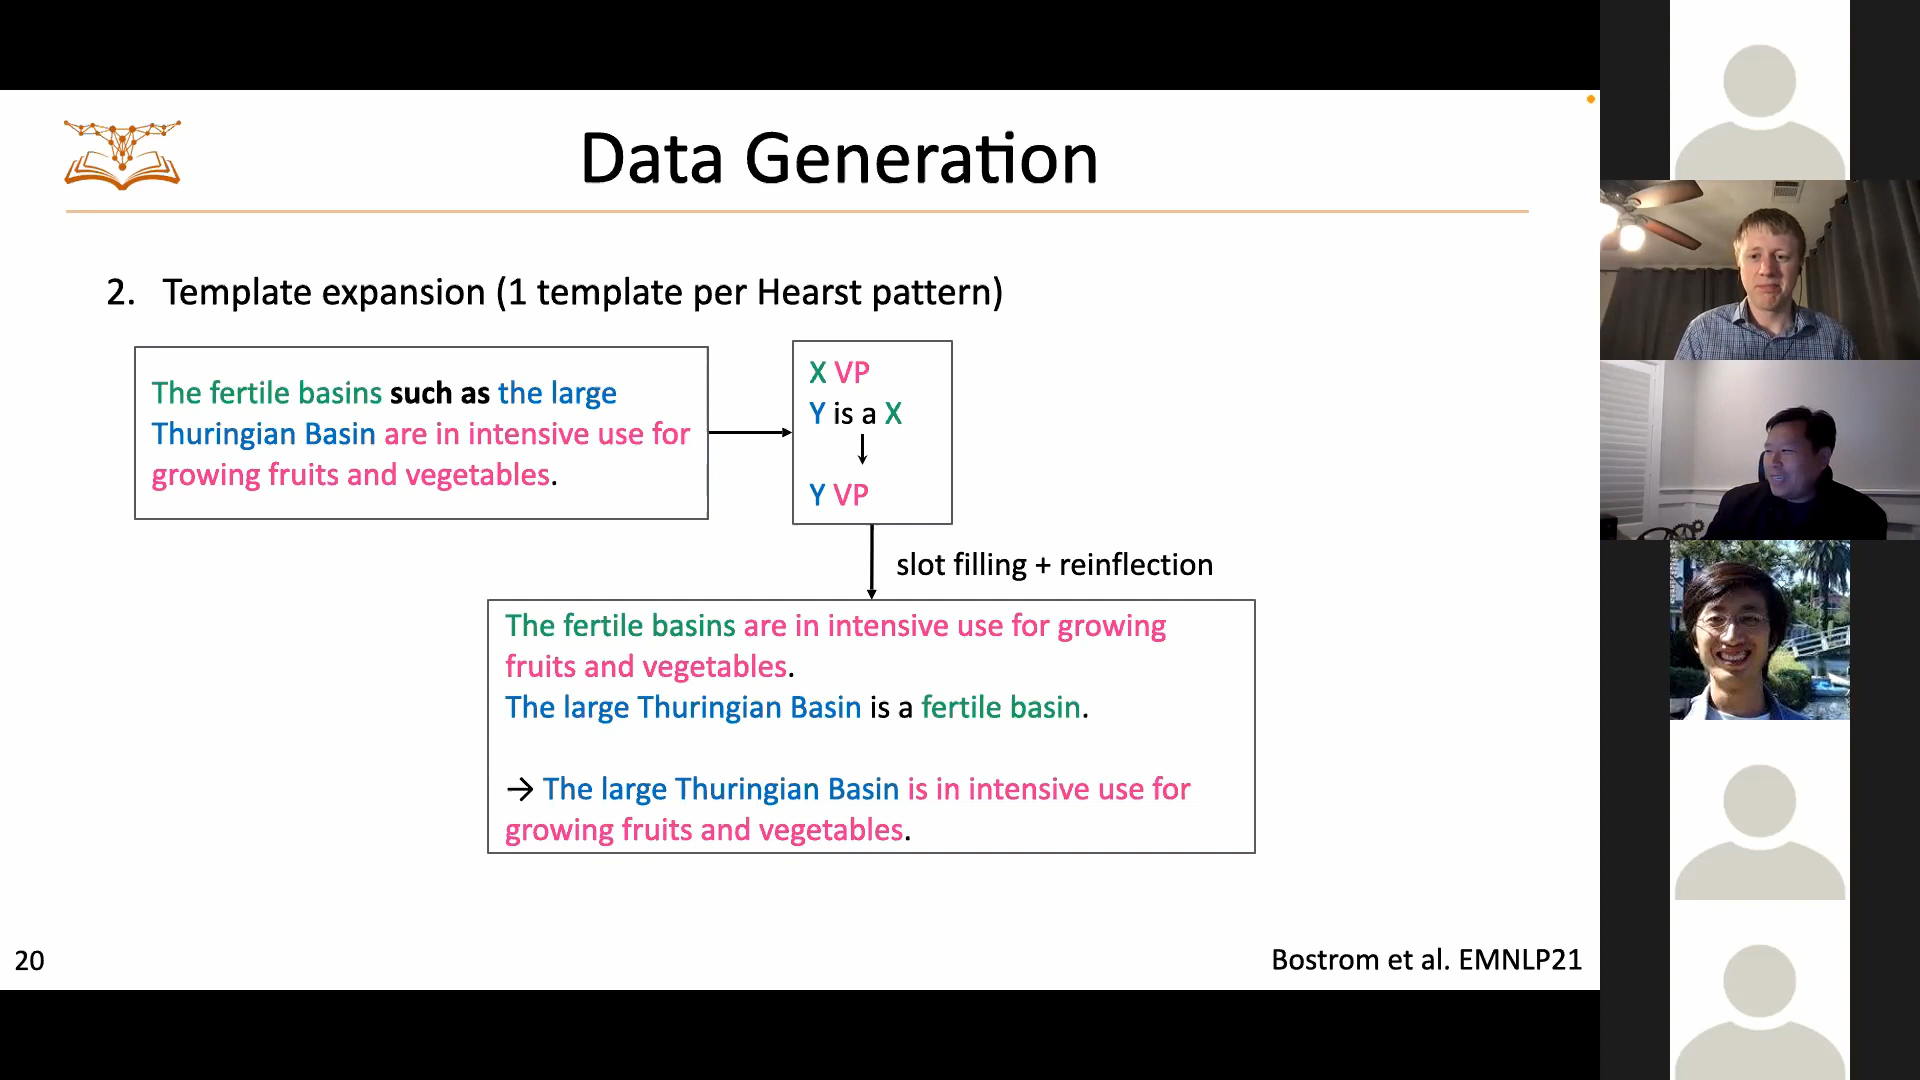 Data Generation
2. Template expansion (1 template per Hearst pattern)
The fertile basins such as the large
Thuringian Basin are in intensive use for
growing fruits and vegetables.
X VP
Y is a X
↓
Y VP
slot filling + reinflection
The fertile basins are in intensive use for growing
fruits and vegetables.
The large Thuringian Basin is a fertile basin.
→ The large Thuringian Basin is in intensive use for
growing fruits and vegetables.
20
Bostrom et al. EMNLP21